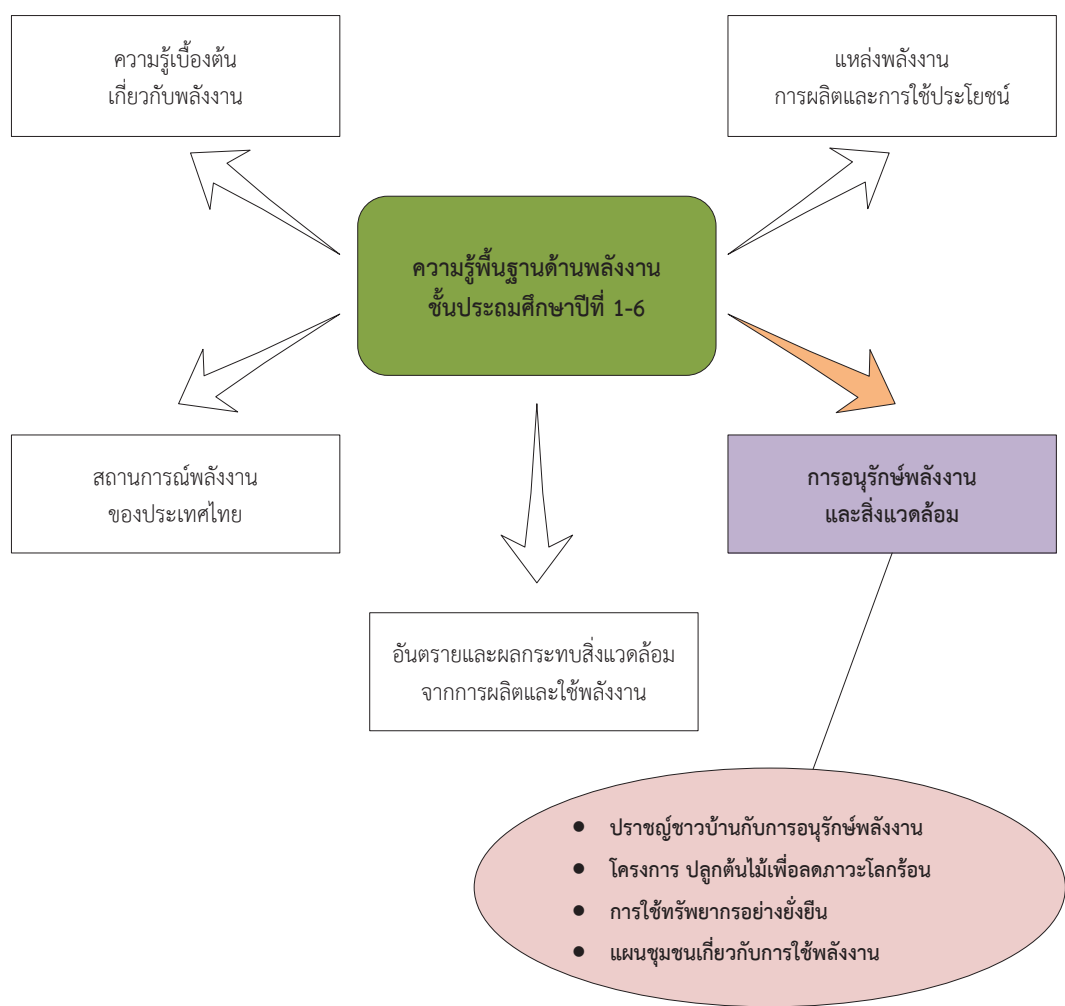 ความรู้เบื้องต้น
เกี่ยวกับพลังงาน
แหล่งพลังงาน
การผลิตและการใช้ประโยชน์
ความรู้พื้นฐานด้านพลังงาน
ชั้นประถมศึกษาปีที่ 1-6
สถานการณ์พลังงาน
ของประเทศไทย
การอนุรักษ์พลังงาน
และสิ่งแวดล้อม
อันตรายและผลกระทบสิ่งแวดล้อม
จากการผลิตและใช้พลังงาน
● ปราชญ์ชาวบ้านกับการอนุรักษ์พลังงาน
● โครงการ ปลูกต้นไม้เพื่อลดภาวะโลกร้อน
● การใช้ทรัพยากรอย่างยั่งยืน
● แผนชุมชนเกี่ยวกับการใช้พลังงาน